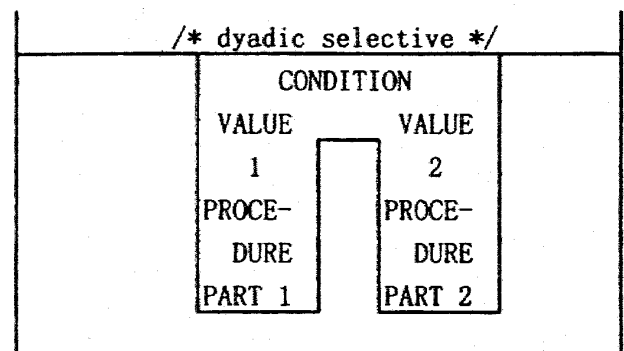 /* dyadic selective */
CONDITION
VALUE VALUE
1 2
PROCE- PROCE-
DURE DURE
PART 1 PART 2